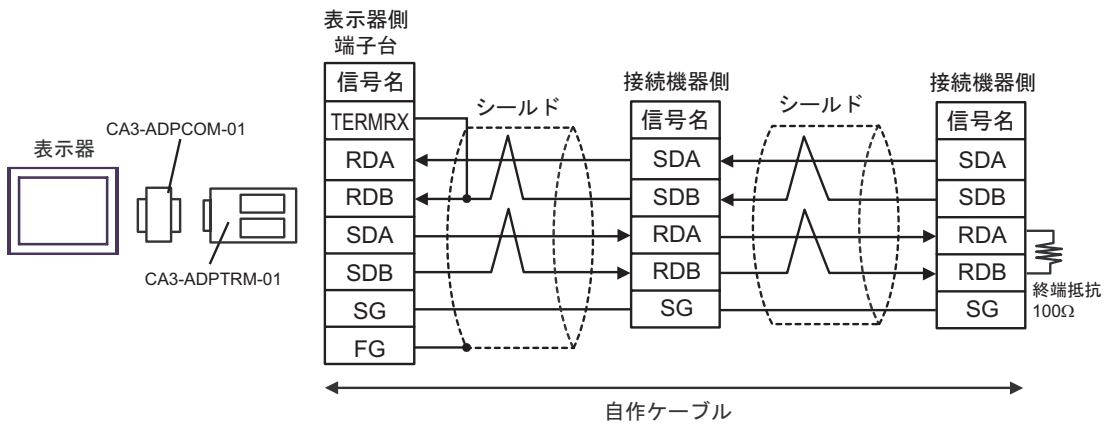 表示器
CA3-ADPCOM-01
CA3-ADPTRM-01
表示器側
端子台
信号名
TERMRX
RDA
RDB
SDA
SDB
SG
FG
シールド
接続機器側
信号名
SDA
SDB
RDA
RDB
SG
シールド
接続機器側
信号名
SDA
SDB
RDA
RDB
SG
終端抵抗
100Ω
自作ケーブル